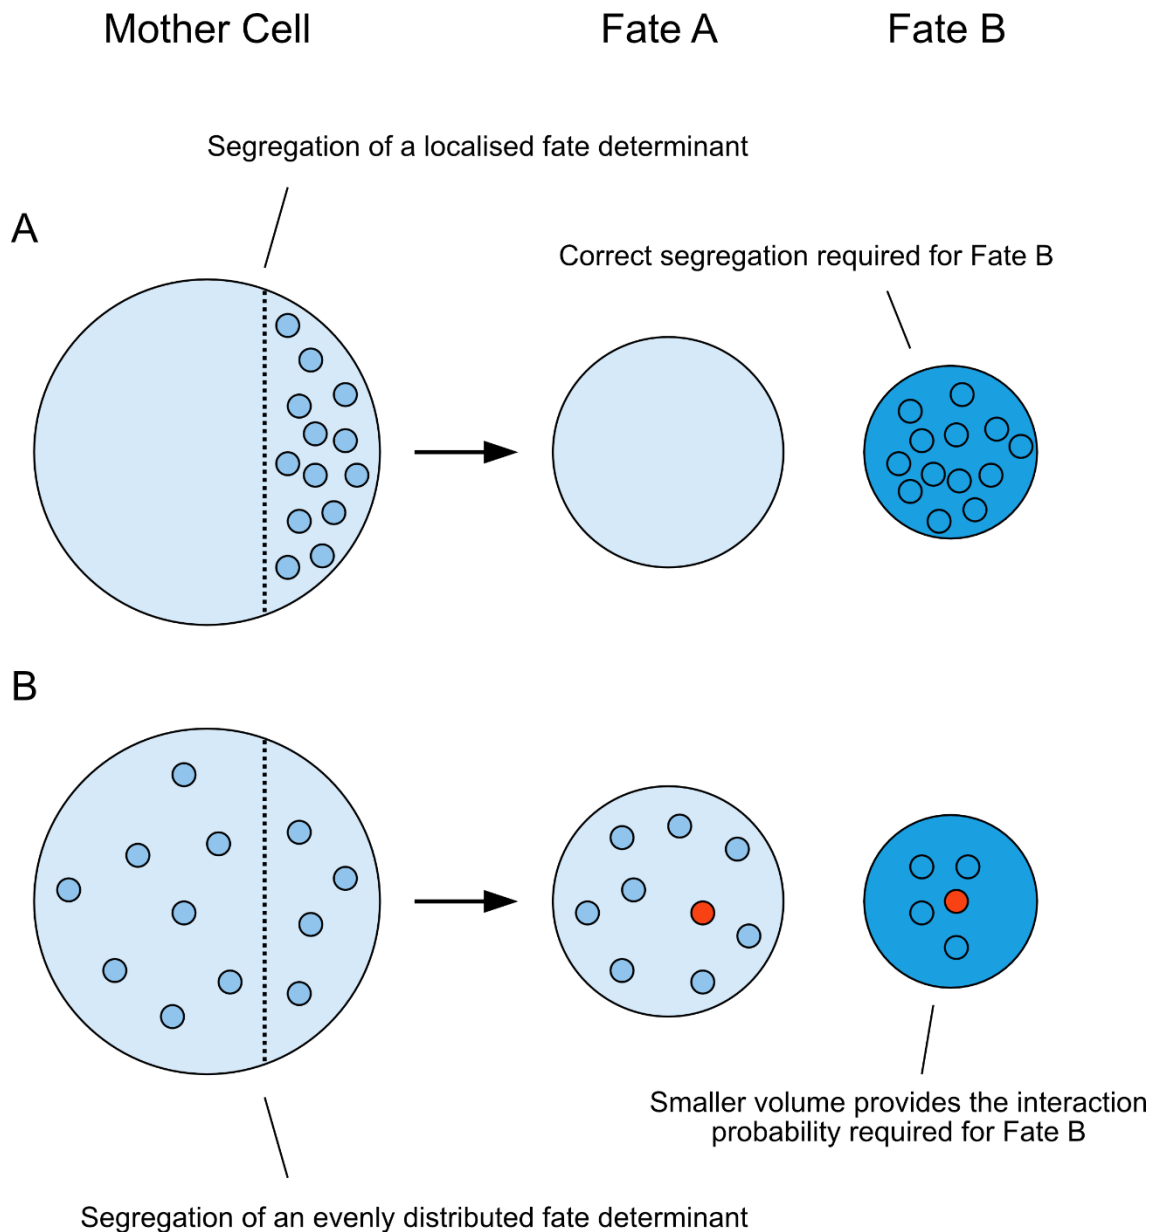 Mother Cell
Fate A
Fate B
Segregation of a localised fate determinant
A
Correct segregation required for Fate B
B
Smaller volume provides the interaction
probability required for Fate B
Segregation of an evenly distributed fate determinant